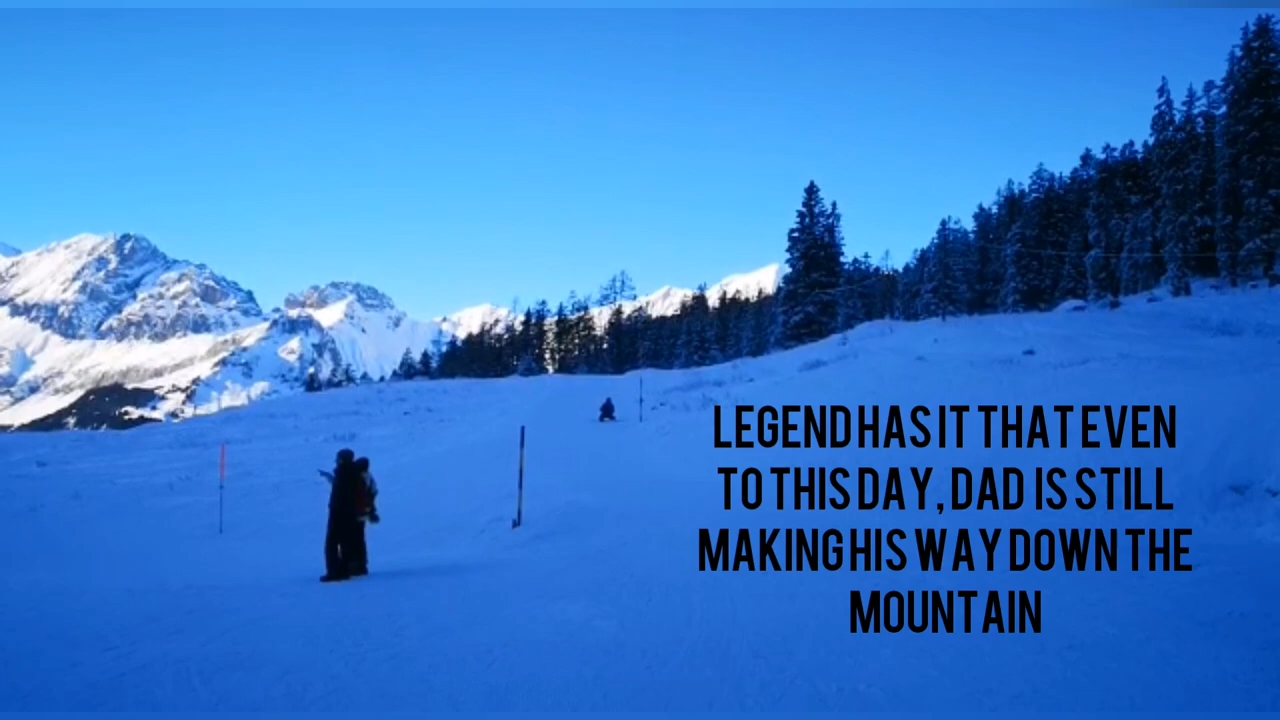 LEGEND HAS IT THAT EVEN
TO THIS DAY, DAD IS STILL
MAKING HIS WAY DOWN THE
MOUNTAIN